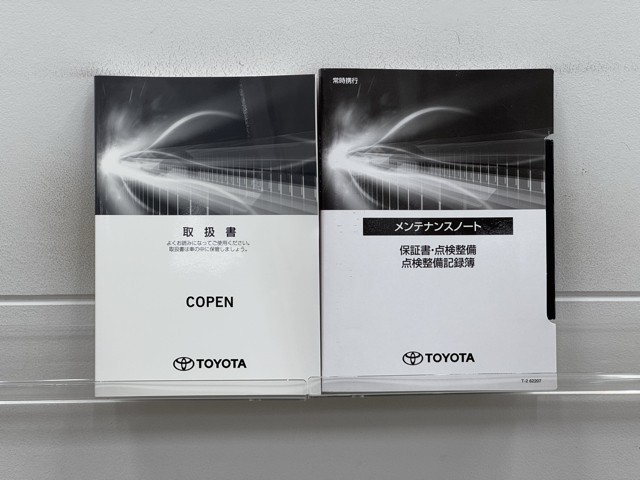 取扱書
よくお読みになってご使用ください。
取扱書は車の中に保管しましょう。
COPEN
TOYOTA
常時携行
メンテナンスノート
保証書・点検整備
点検整備記録簿
TOYOTA